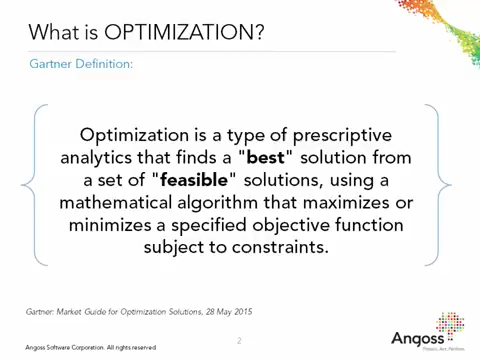 What is OPTIMIZATION?
Gartner Definition:
Optimization is a type of prescriptive
analytics that finds a "best" solution from
a set of "feasible" solutions, using a
mathematical algorithm that maximizes or
minimizes a specified objective function
subject to constraints.
Gartner: Market Guide for Optimization Solutions, 28 May 2015
Angoss Software Corporation. All rights reserved
2
Angoss